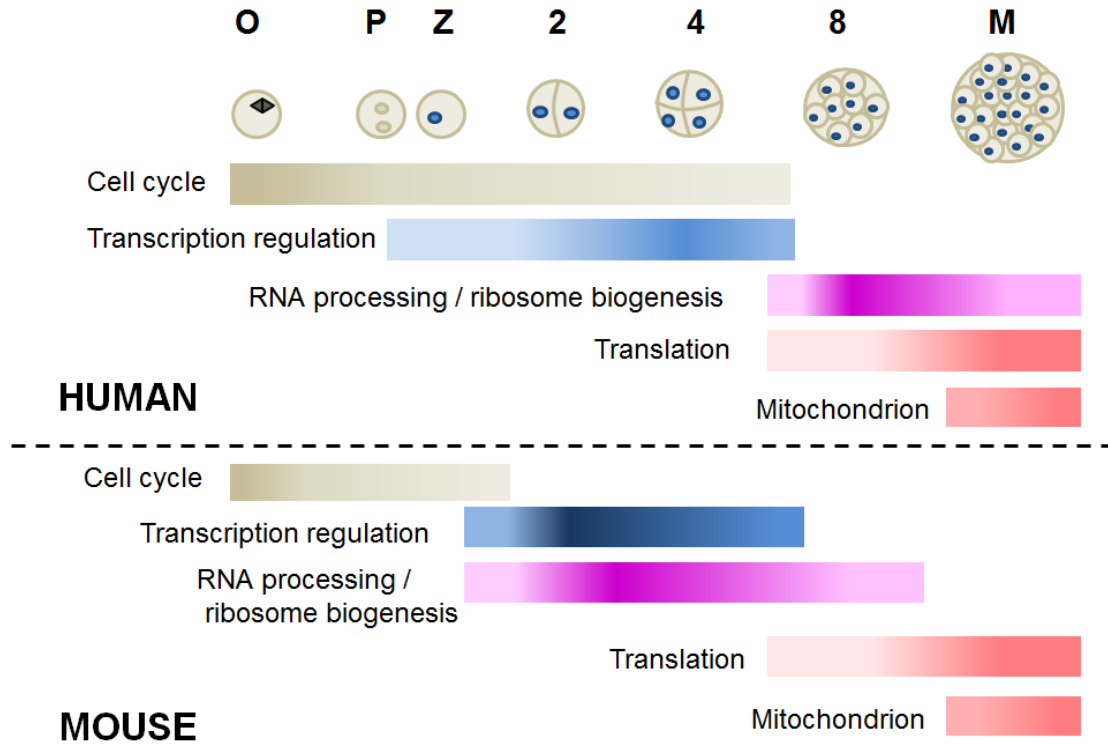 O P Z 2 4 8 M
Cell cycle
Transcription regulation
RNA processing / ribosome biogenesis
Translation
HUMAN
Mitochondrion
Cell cycle
Transcription regulation
RNA processing /
ribosome biogenesis
Translation
MOUSE
Mitochondrion